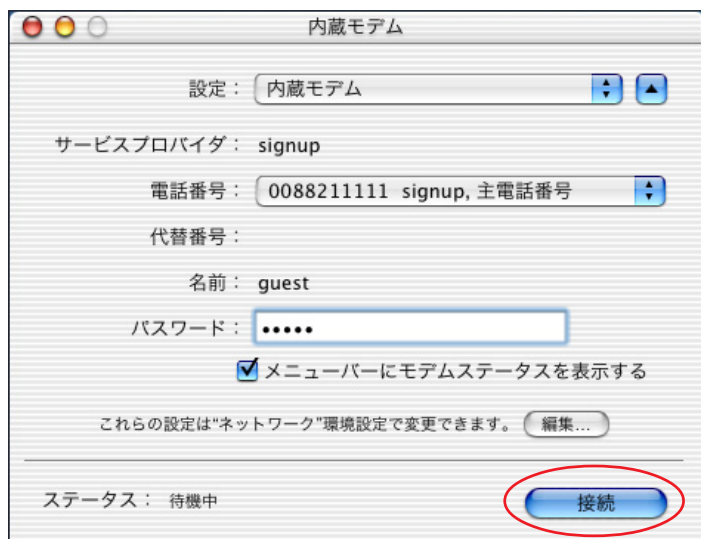 内蔵モデム
設定： 内蔵モデム
サービスプロバイダ： signup
電話番号： 0088211111 signup, 主電話番号
代替番号：
名前： guest
パスワード： •••••
メニューバーにモデムステータスを表示する
これらの設定は“ネットワーク”環境設定で変更できます。 編集...
ステータス： 待機中 接続